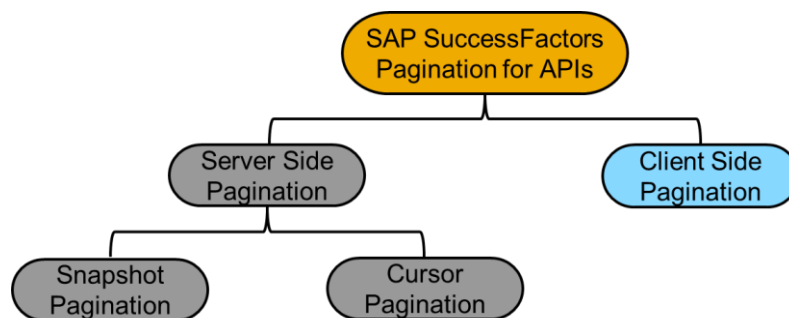 SAP SuccessFactors
Pagination for APIs
Server Side
Pagination
Client Side
Pagination
Snapshot
Pagination
Cursor
Pagination